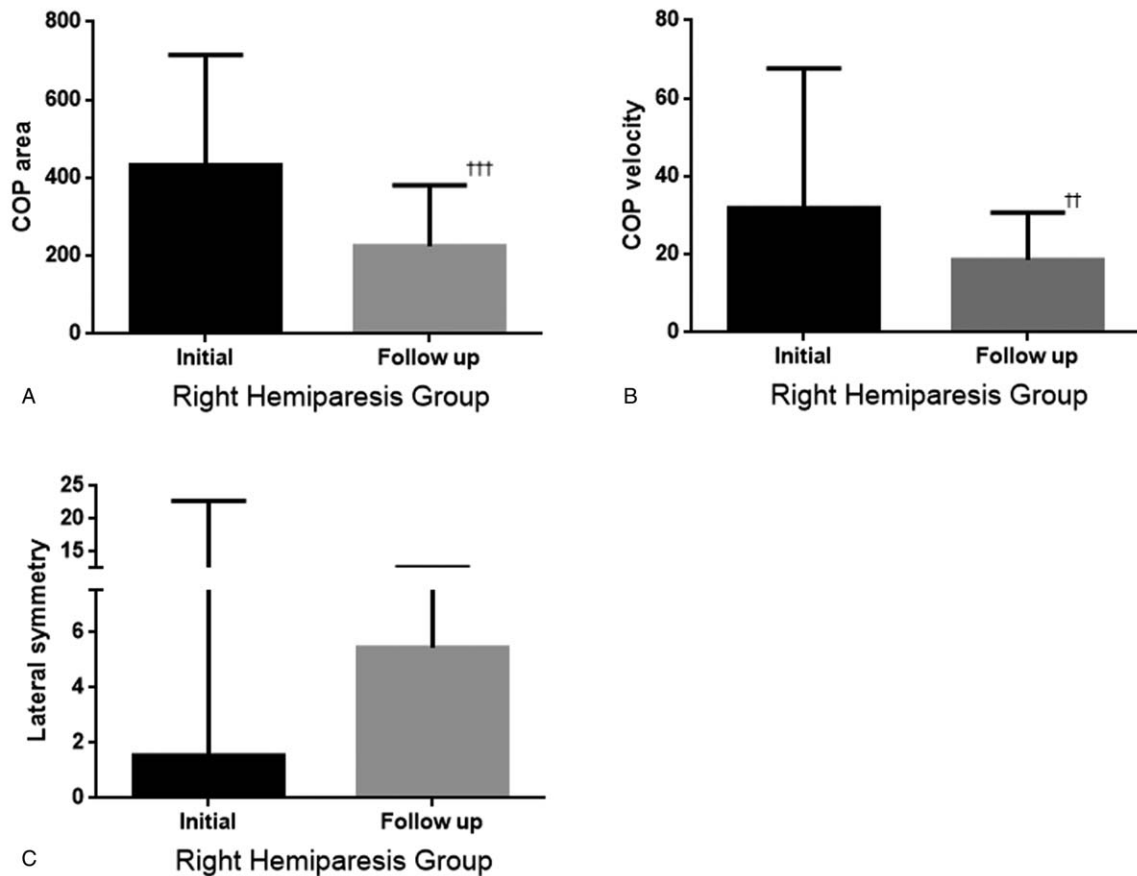 800
600
400
200
0
COP area
†††
Initial Follow up
A Right Hemiparesis Group
80
60
40
20
0
COP velocity
††
Initial Follow up
B Right Hemiparesis Group
25
20
15
6
4
2
0
Lateral symmetry
Initial Follow up
C Right Hemiparesis Group